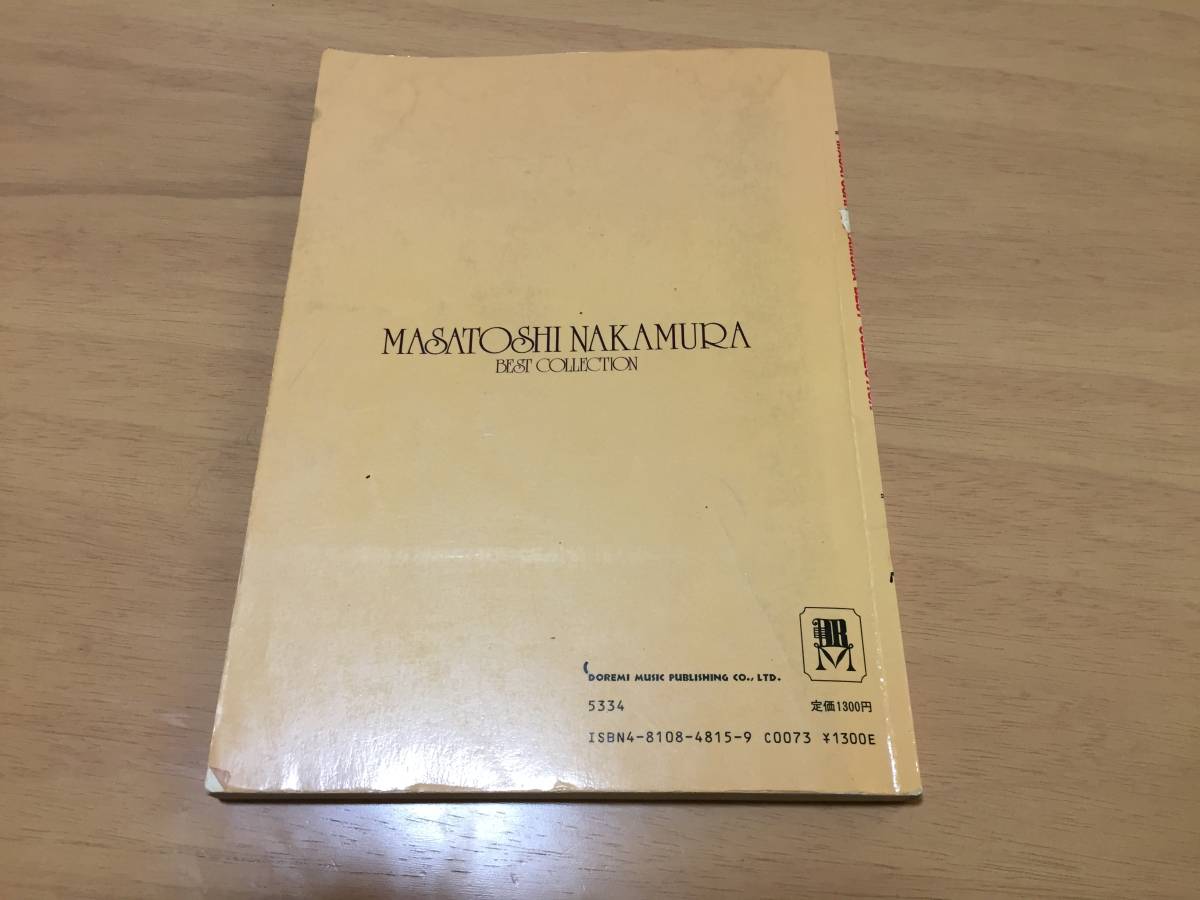 MASATOSHI NAKAMURA
BEST COLLECTION
DOREMI MUSIC PUBLISHING CO., LTD.
5334
定価1300円
ISBN4-8108-4815-9 C0073 ¥1300E